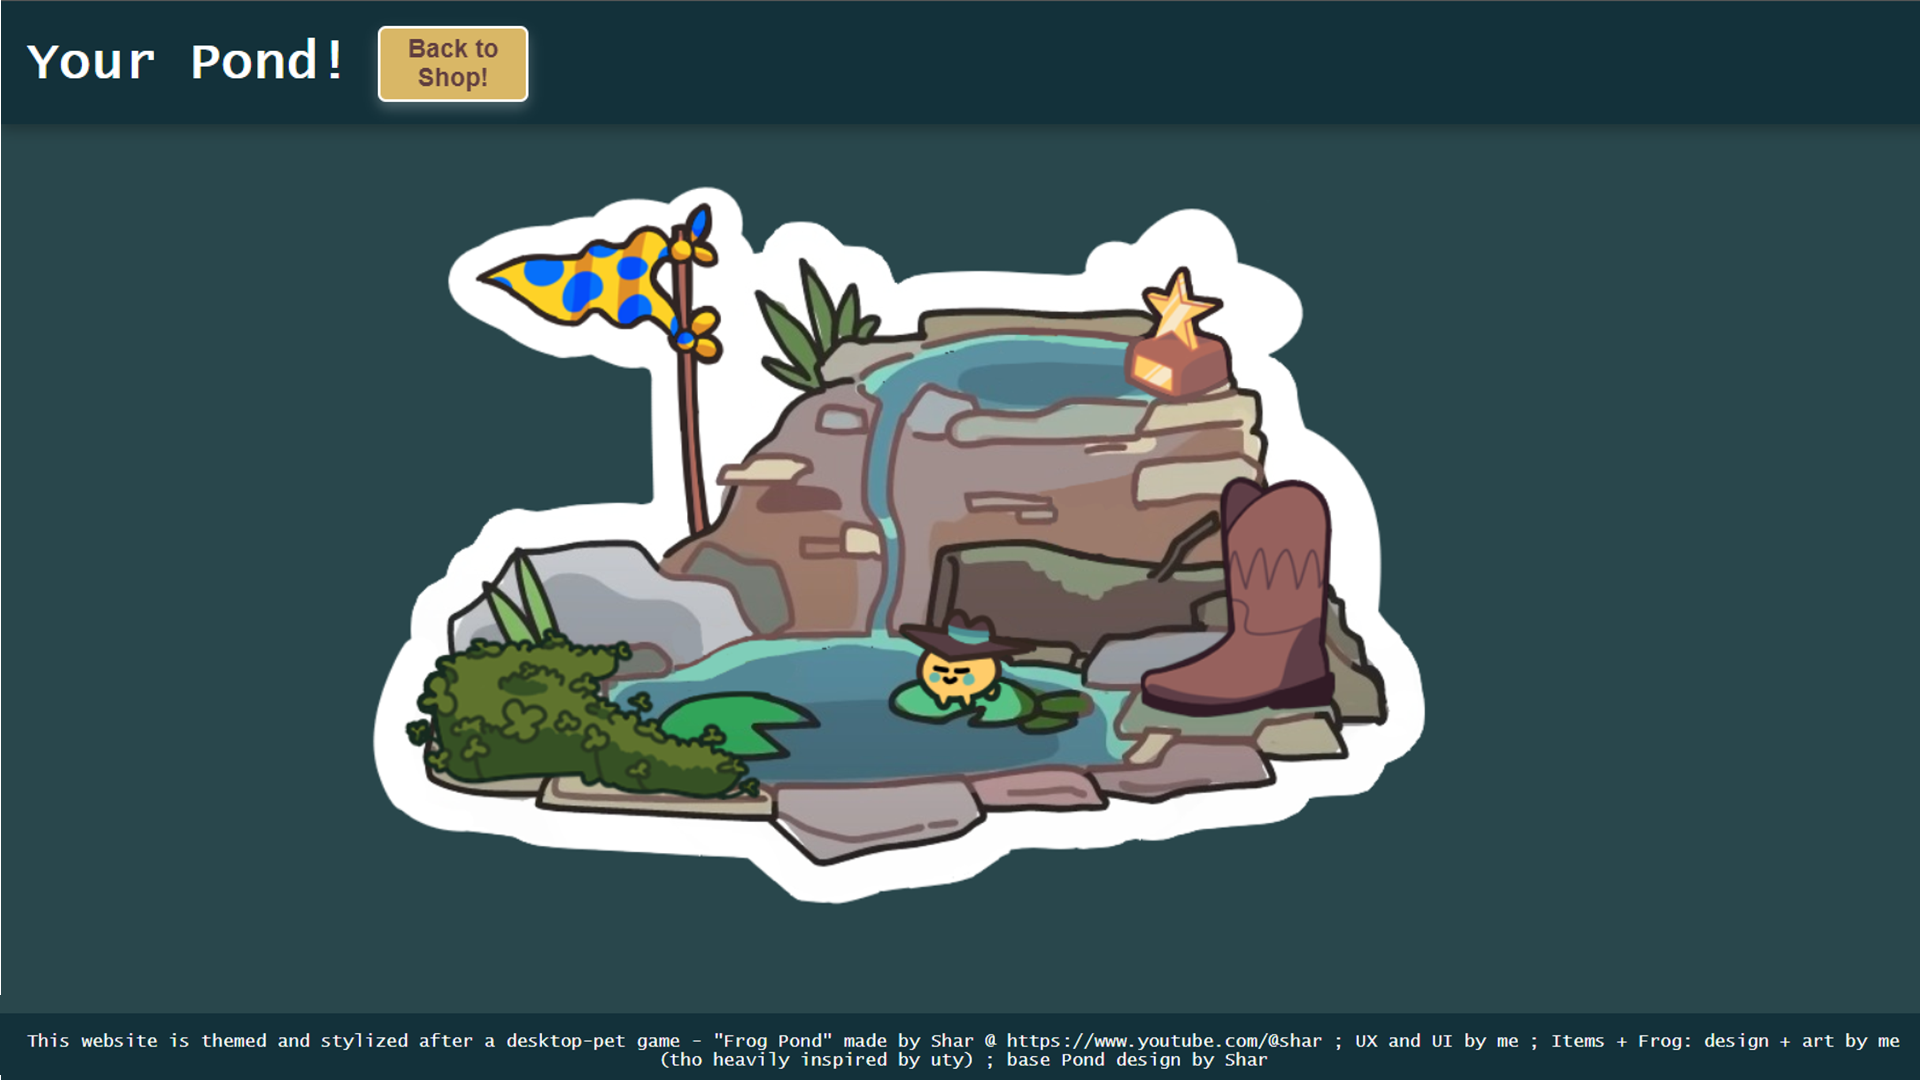 Your Pond!
Back to
Shop!
This website is themed and stylized after a desktop-pet game - "Frog Pond" made by Shar @ https://www.youtube.com/@shar ; UX and UI by me ; Items + Frog: design + art by me
(tho heavily inspired by uty) ; base Pond design by Shar